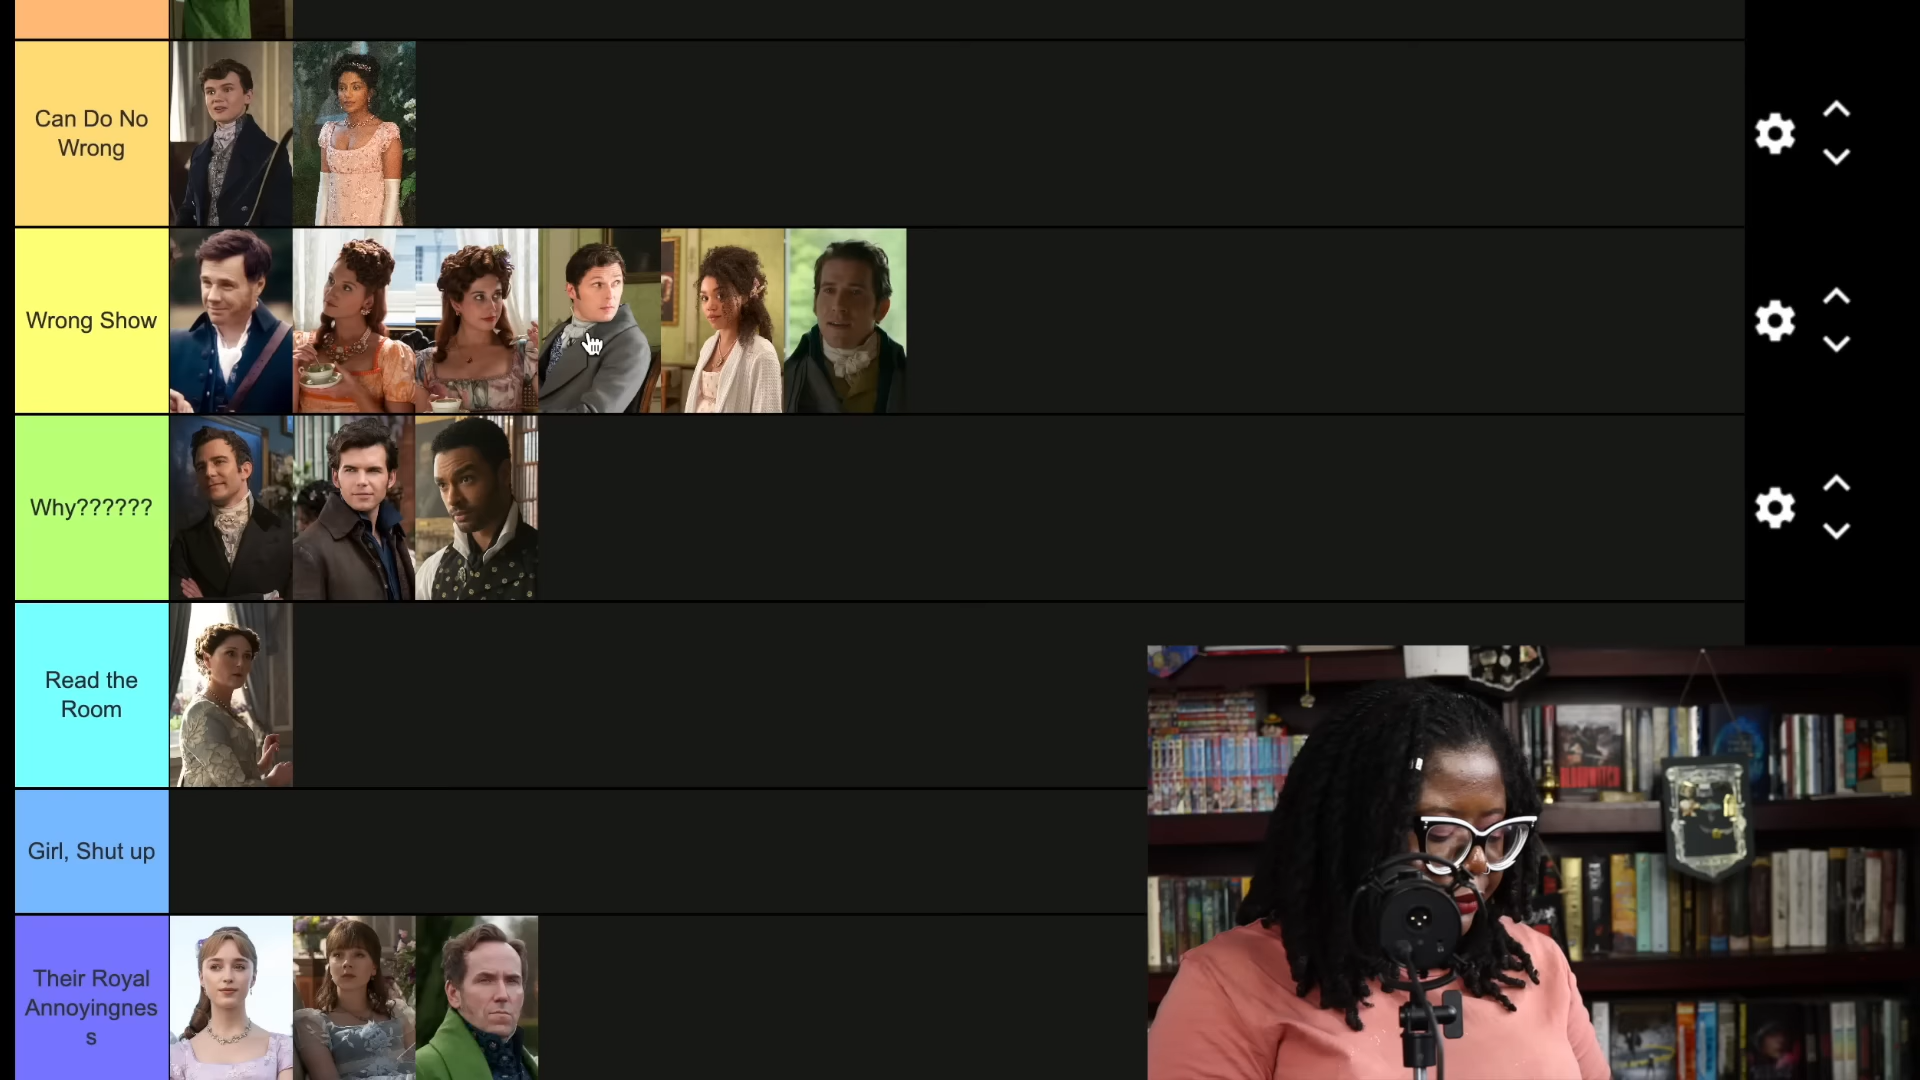 Can Do No
Wrong
Wrong Show
Why??????
Read the
Room
Girl, Shut up
Their Royal
Annoyingnes
s